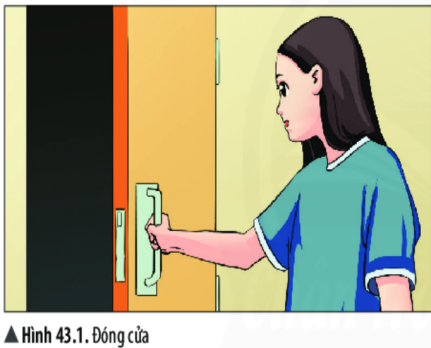 ▲ Hình 43.1. Đóng cửa